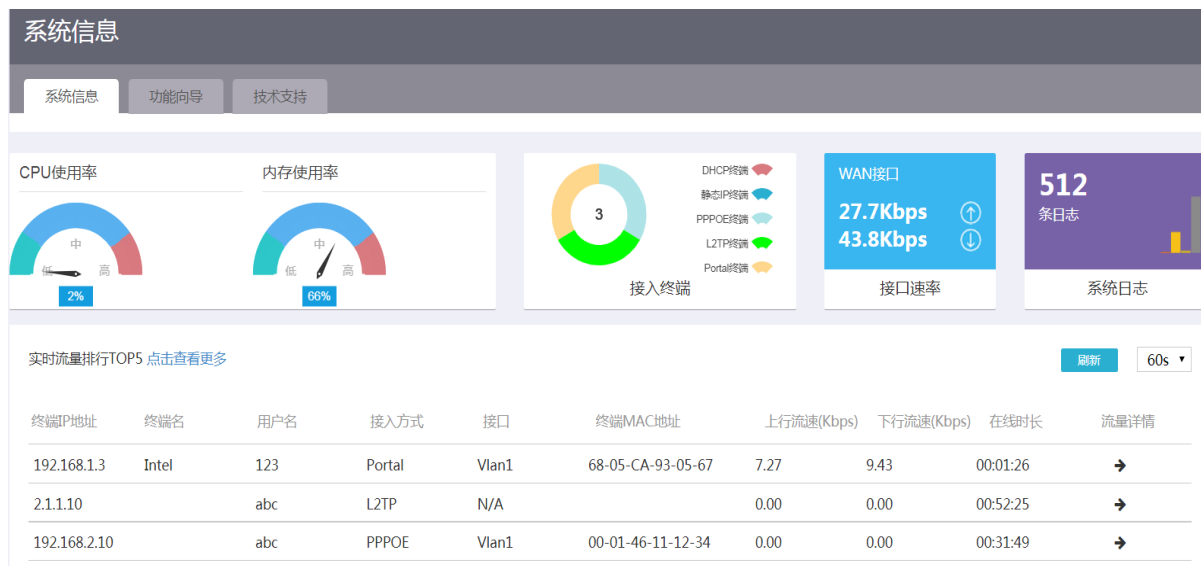 系统信息
系统信息 功能向导 技术支持
CPU使用率 内存使用率
中 低 高
2%
中 低 高
66%
3
DHCP终端
静态IP终端
PPPOE终端
L2TP终端
Portal终端
接入终端
WAN接口
27.7Kbps
43.8Kbps
接口速率
512
条日志
系统日志
实时流量排行TOP5 点击查看更多 刷新 60s
终端IP地址 终端名 用户名 接入方式 接口 终端MAC地址 上行流速(Kbps) 下行流速(Kbps) 在线时长 流量详情
192.168.1.3 Intel 123 Portal Vlan1 68-05-CA-93-05-67 7.27 9.43 00:01:26
2.1.1.10 abc L2TP N/A 0.00 0.00 00:52:25
192.168.2.10 abc PPPOE Vlan1 00-01-46-11-12-34 0.00 0.00 00:31:49